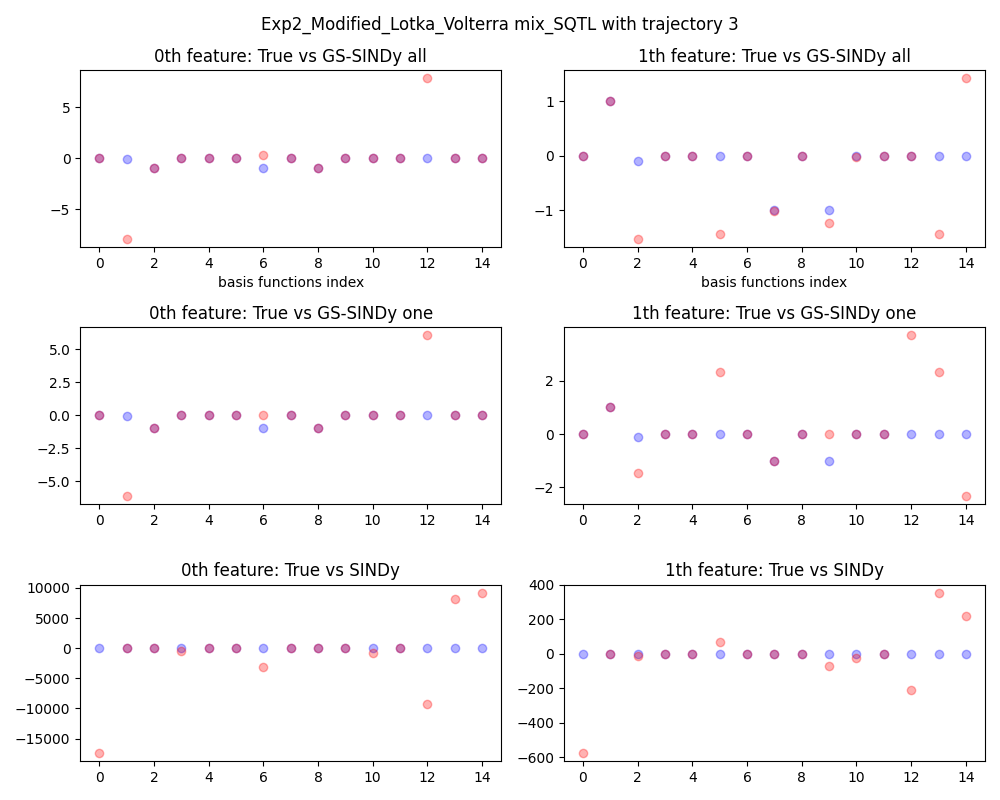 Exp2_Modified_Lotka_Volterra mix_SQTL with trajectory 3
0th feature: True vs GS-SINDy all
1th feature: True vs GS-SINDy all
5
0
−5
0 2 4 6 8 10 12 14
basis functions index
1
0
−1
0 2 4 6 8 10 12 14
basis functions index
0th feature: True vs GS-SINDy one
1th feature: True vs GS-SINDy one
5.0
2.5
0.0
−2.5
−5.0
0 2 4 6 8 10 12 14
2
0
−2
0 2 4 6 8 10 12 14
0th feature: True vs SINDy
1th feature: True vs SINDy
10000
5000
0
−5000
−10000
−15000
0 2 4 6 8 10 12 14
400
200
0
−200
−400
−600
0 2 4 6 8 10 12 14